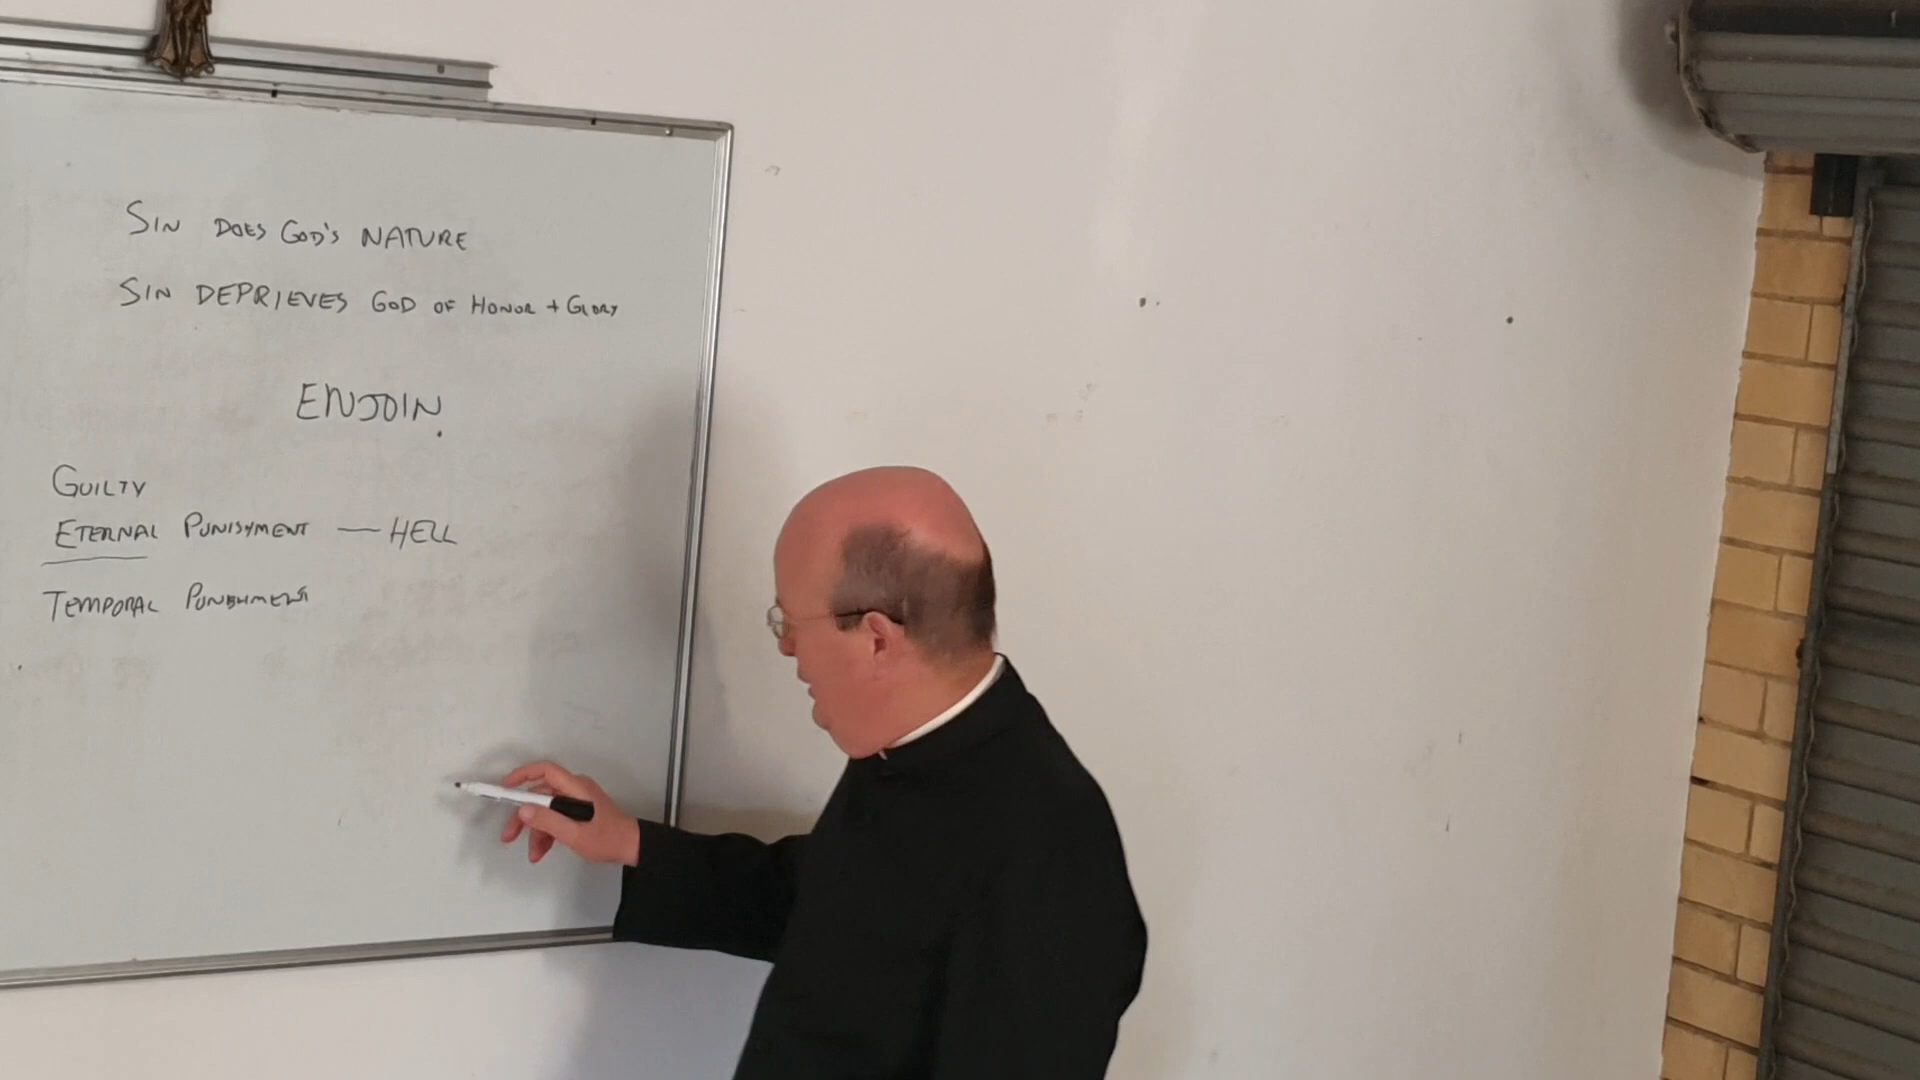 SIN DOES GOD'S NATURE
SIN DEPRIEVES GOD OF HONOR + GLORY
ENJOIN.
GUILTY
ETERNAL PUNISHMENT — HELL
TEMPORAL PUNISHMENT